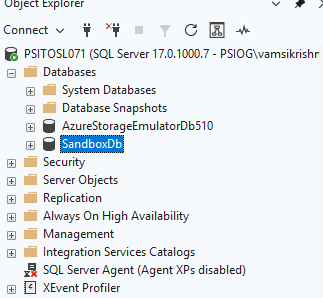 Object Explorer
Connect
PSITOSL071 (SQL Server 17.0.1000.7 - PSIOG\vamsikrishn
Databases
System Databases
Database Snapshots
AzureStorageEmulatorDb510
SandboxDb
Security
Server Objects
Replication
Always On High Availability
Management
Integration Services Catalogs
SQL Server Agent (Agent XPs disabled)
XEvent Profiler